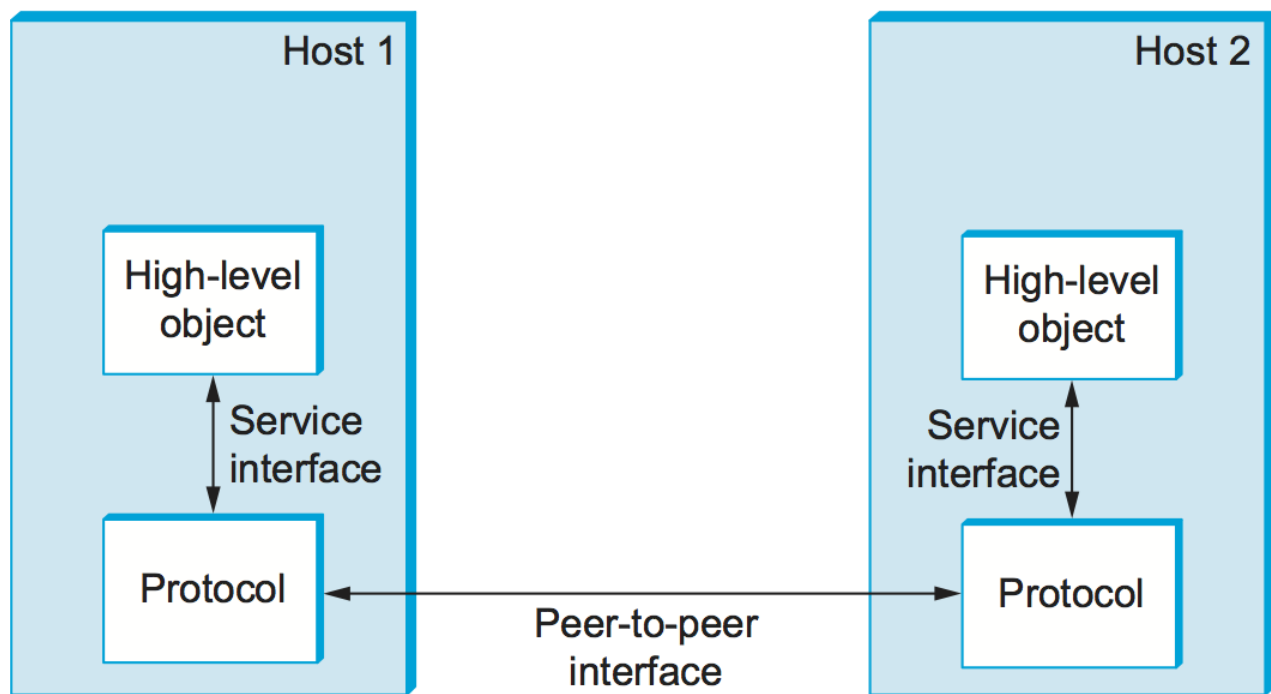 Host 1
High-level
object
Service
interface
Protocol
Host 2
High-level
object
Service
interface
Protocol
Peer-to-peer
interface